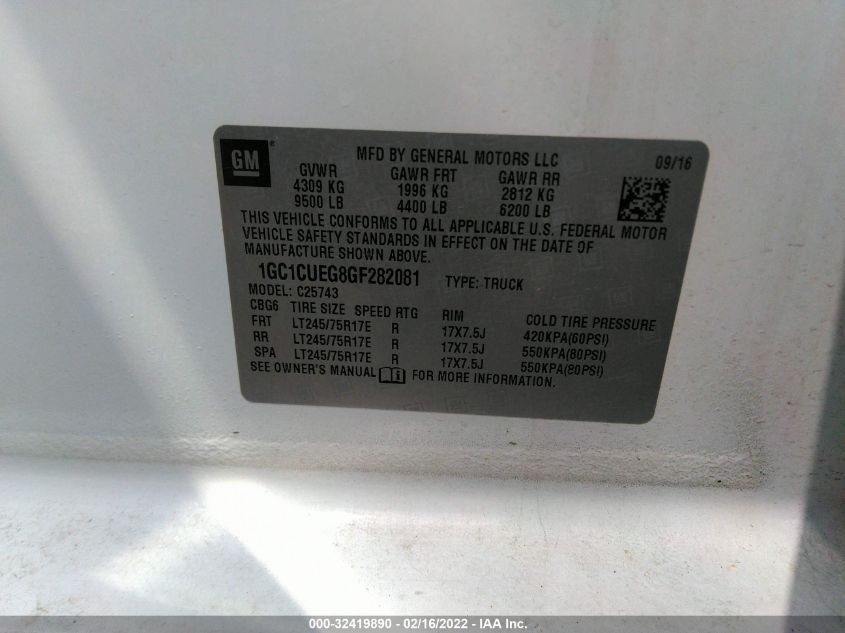 GM
MFD BY GENERAL MOTORS LLC 09/16
GVWR GAWR FRT GAWR RR
4309 KG 1996 KG 2812 KG
9500 LB 4400 LB 6200 LB
THIS VEHICLE CONFORMS TO ALL APPLICABLE U.S. FEDERAL MOTOR
VEHICLE SAFETY STANDARDS IN EFFECT ON THE DATE OF
MANUFACTURE SHOWN ABOVE.
1GC1CUEG8GF282081 TYPE: TRUCK
MODEL: C25743
CBG6 TIRE SIZE SPEED RTG RIM COLD TIRE PRESSURE
FRT LT245/75R17E R 17X7.5J 420KPA(60PSI)
RR LT245/75R17E R 17X7.5J 550KPA(80PSI)
SPA LT245/75R17E R 17X7.5J 550KPA(80PSI)
SEE OWNER'S MANUAL FOR MORE INFORMATION.
000-32419890 - 02/16/2022 - IAA Inc.